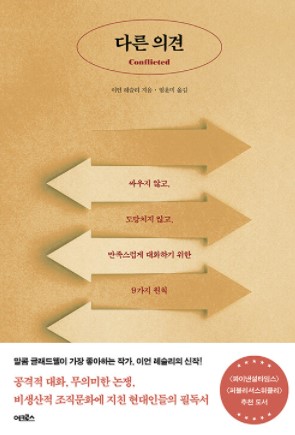 다른 의견
Conflicted
이언 레슬리 지음 · 엄윤미 옮김
싸우지 않고,
도망치지 않고,
만족스럽게 대화하기 위한
9가지 원칙
말콤 글래드웰이 가장 좋아하는 작가, 이언 레슬리의 신작!
공격적 대화, 무의미한 논쟁,
비생산적 조직문화에 지친 현대인들의 필독서
〈파이낸셜타임스〉
〈퍼블리셔스위클리〉
추천 도서
어크로스